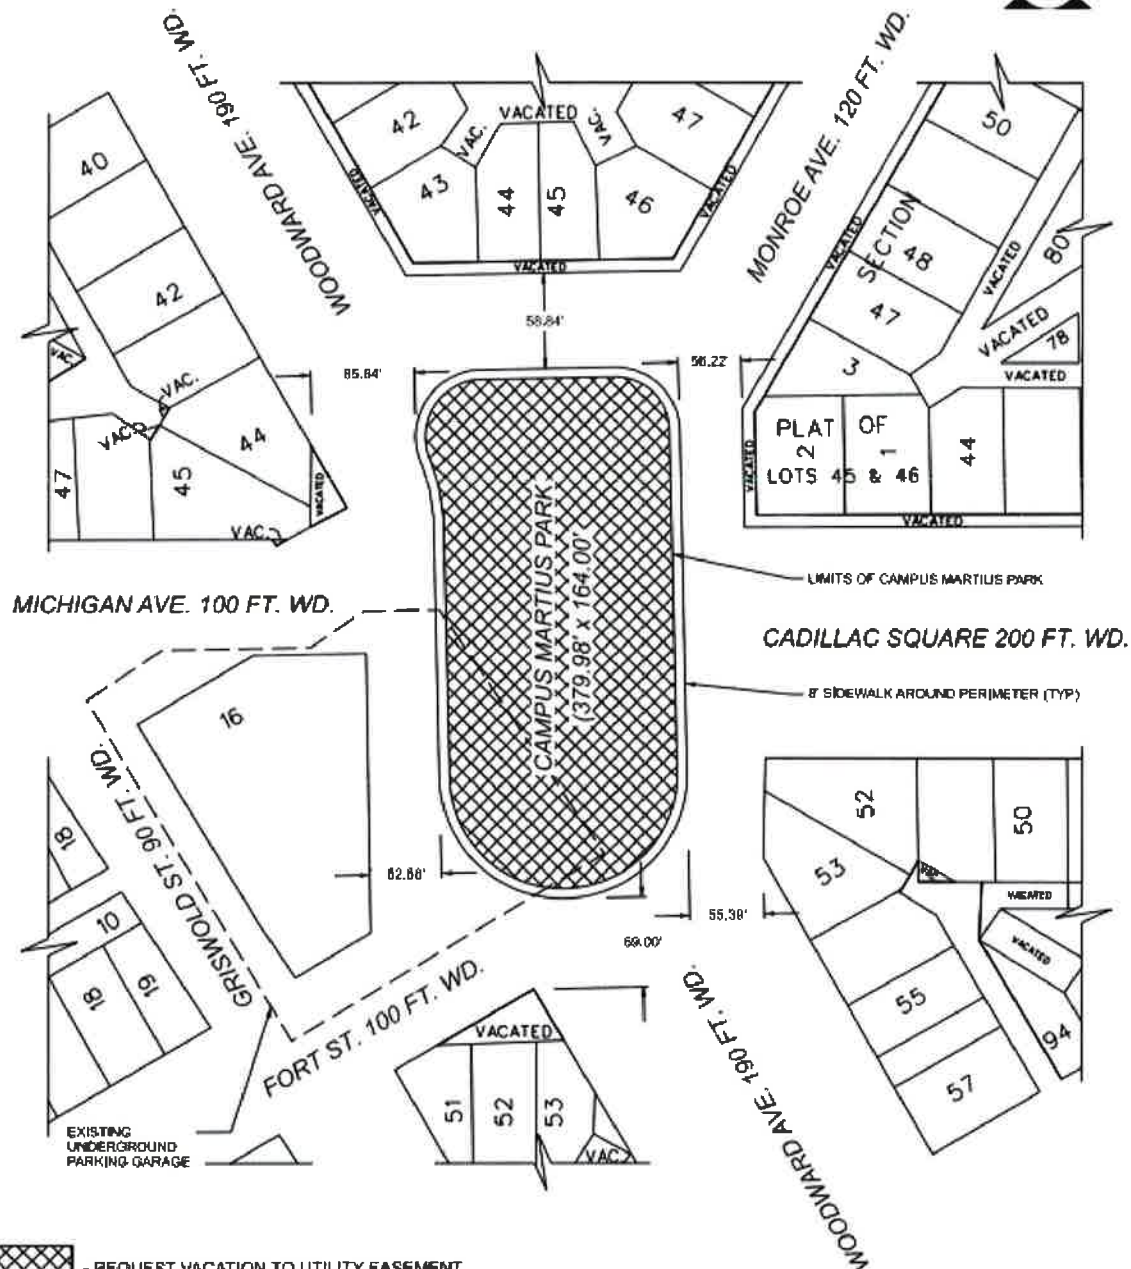 WOODWARD AVE. 190 FT. WD.
MONROE AVE. 120 FT. WD.
40
42
44
45
47
VAC.
VAC.
VAC.
VAC.
VACATED
42
43
44
45
46
47
VACATED
VAC.
VAC.
VACATED
VACATED
VACATED
50
SECTION
48
47
3
80
78
VACATED
VACATED
VACATED
VACATED
VACATED
PLAT OF
2 1
LOTS 45 & 46
44
VACATED
58.84'
85.84'
56.22'
CAMPUS MARTIUS PARK
(379.98' x 164.00')
LIMITS OF CAMPUS MARTIUS PARK
MICHIGAN AVE. 100 FT. WD.
CADILLAC SQUARE 200 FT. WD.
8' SIDEWALK AROUND PERIMETER (TYP)
16
GRISWOLD ST. 90 FT. WD.
18
10
18
19
62.68'
69.00'
55.39'
52
50
53
55
57
94
VACATED
VACATED
FORT ST. 100 FT. WD.
VACATED
51
52
53
VAC.
WOODWARD AVE. 190 FT. WD.
EXISTING
UNDERGROUND
PARKING GARAGE
- REQUEST VACATION TO UTILITY EASEMENT